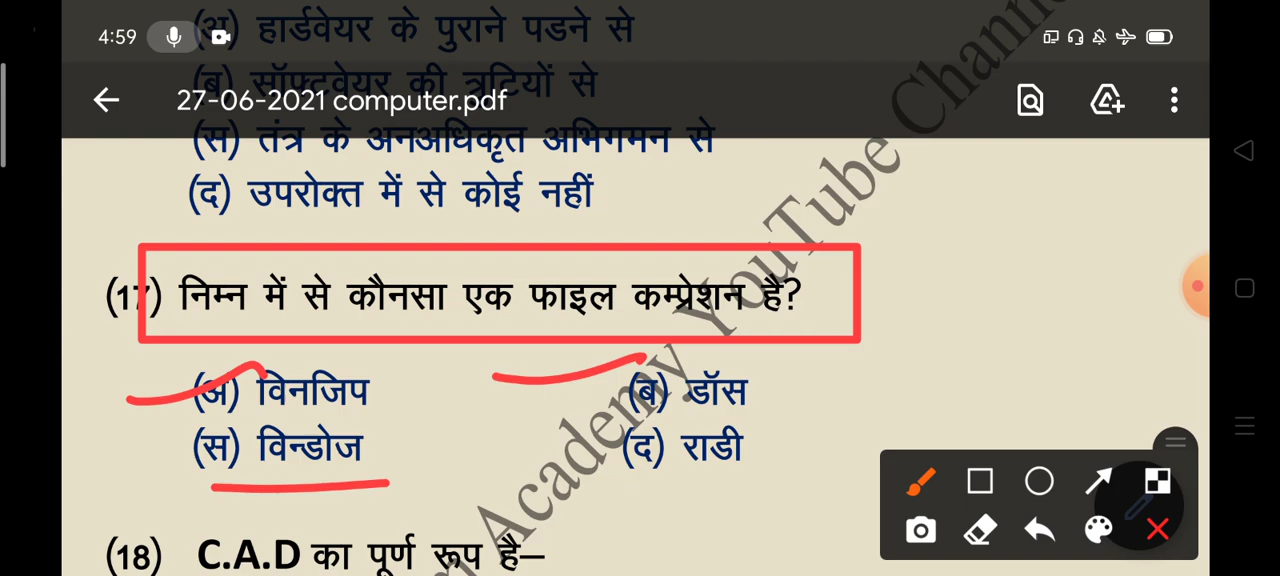 (अ) हार्डवेयर के पुराने पडने से
4:59
(ब) सॉफ्टवेयर की त्रुटियों से
27-06-2021 computer.pdf
(स) तंत्र के अनअधिकृत अभिगमन से
(द) उपरोक्त में से कोई नहीं
(17) निम्न में से कौनसा एक फाइल कम्प्रेशन है?
(अ) विनजिप (ब) डॉस
(स) विन्डोज (द) राडी
(18) C.A.D का पूर्ण रूप है–
Academy YouTube Channe